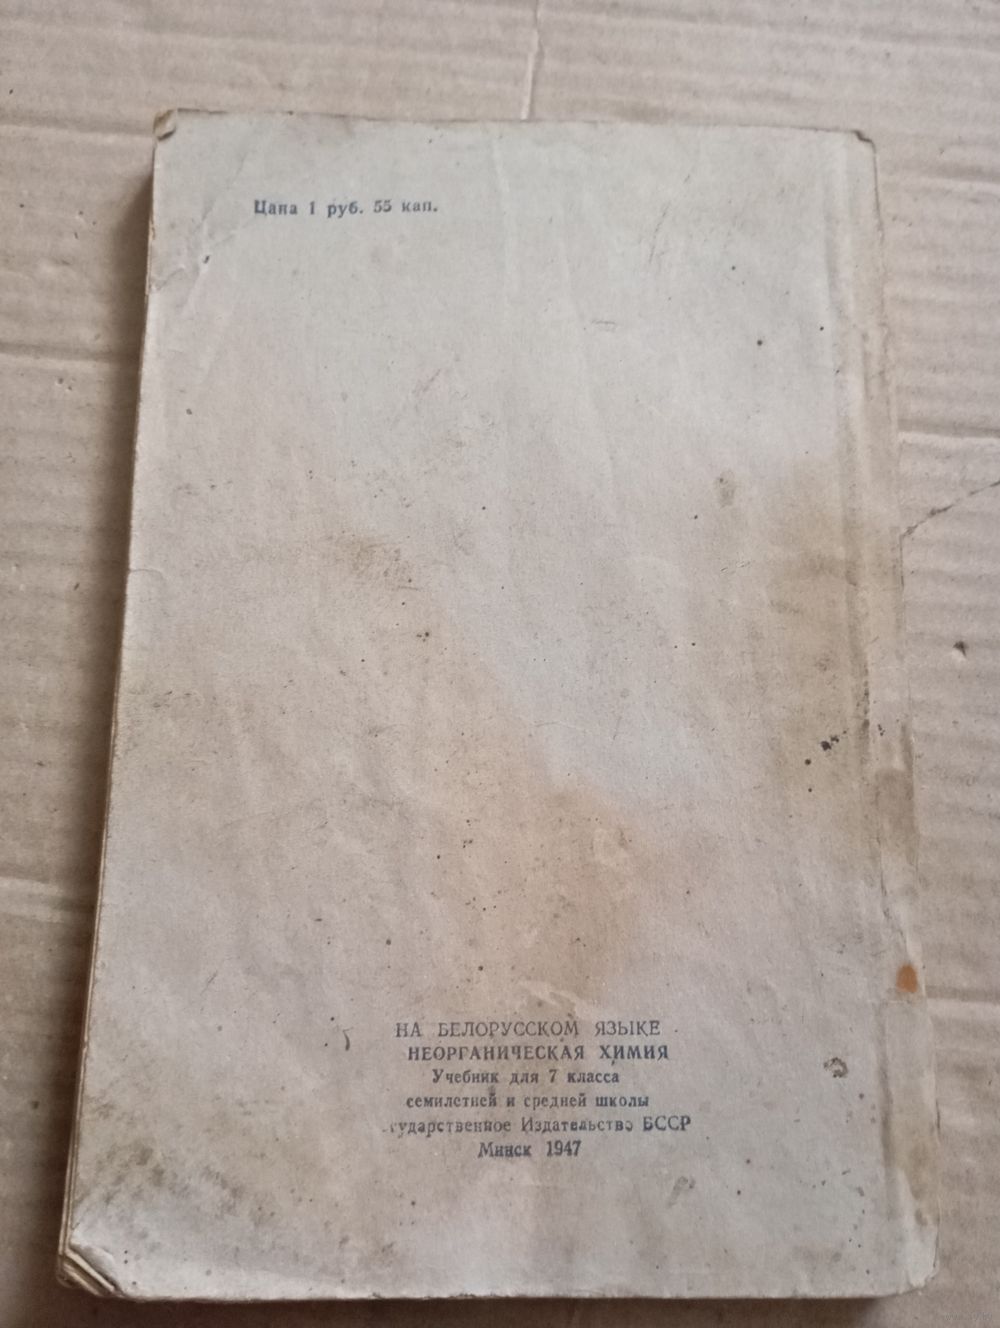 Цана 1 руб. 55 кап.
НА БЕЛОРУССКОМ ЯЗЫКЕ
НЕОРГАНИЧЕСКАЯ ХИМИЯ
Учебник для 7 класса
семилетней и средней школы
сударственное Издательство БССР
Минск 1947